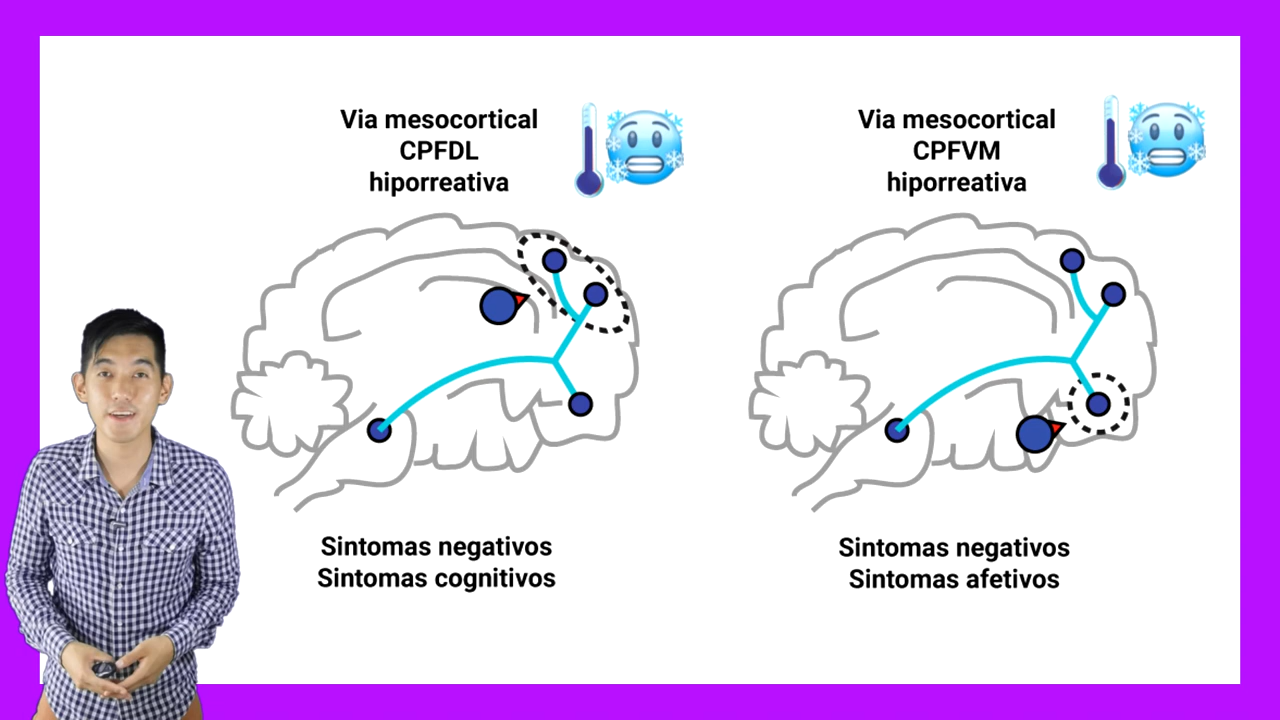 Via mesocortical
CPFDL
hiporreativa
Via mesocortical
CPFVM
hiporreativa
Sintomas negativos
Sintomas cognitivos
Sintomas negativos
Sintomas afetivos